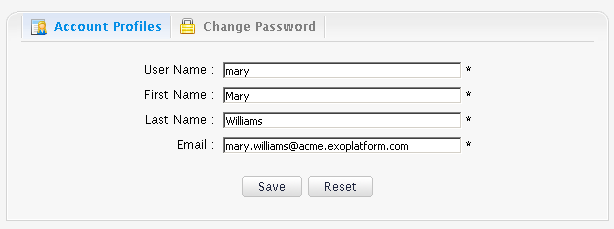 Account Profiles Change Password
User Name : mary *
First Name : Mary *
Last Name : Williams *
Email : mary.williams@acme.exoplatform.com *
Save Reset